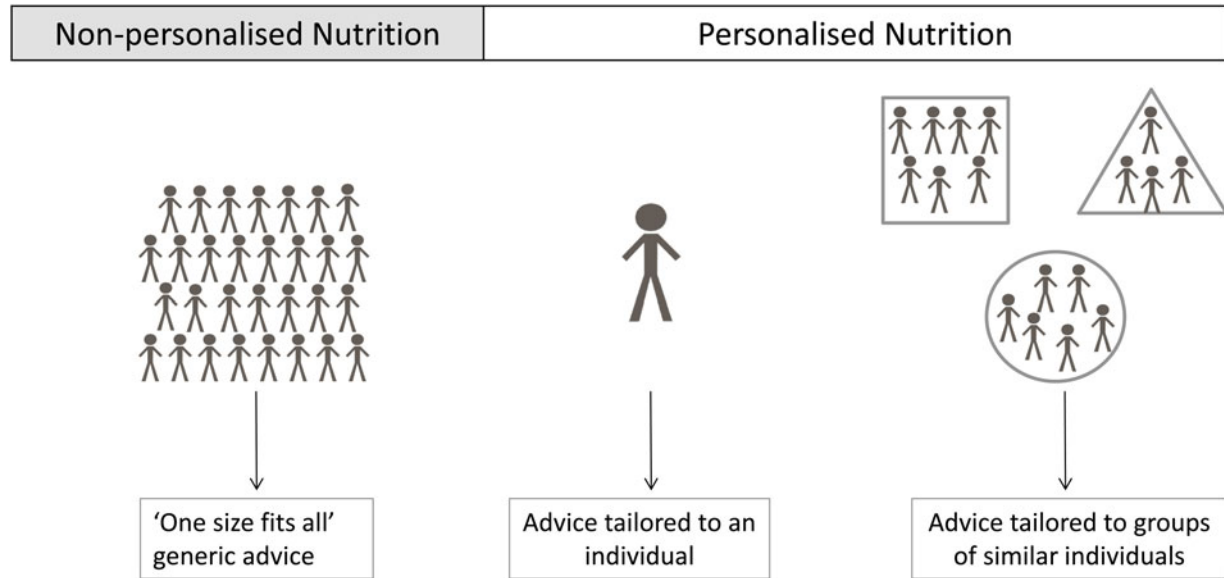 Non-personalised Nutrition
Personalised Nutrition
‘One size fits all’
generic advice
Advice tailored to an
individual
Advice tailored to groups
of similar individuals